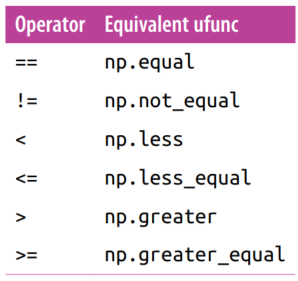 Operator Equivalent ufunc
== np.equal
!= np.not_equal
< np.less
<= np.less_equal
> np.greater
>= np.greater_equal